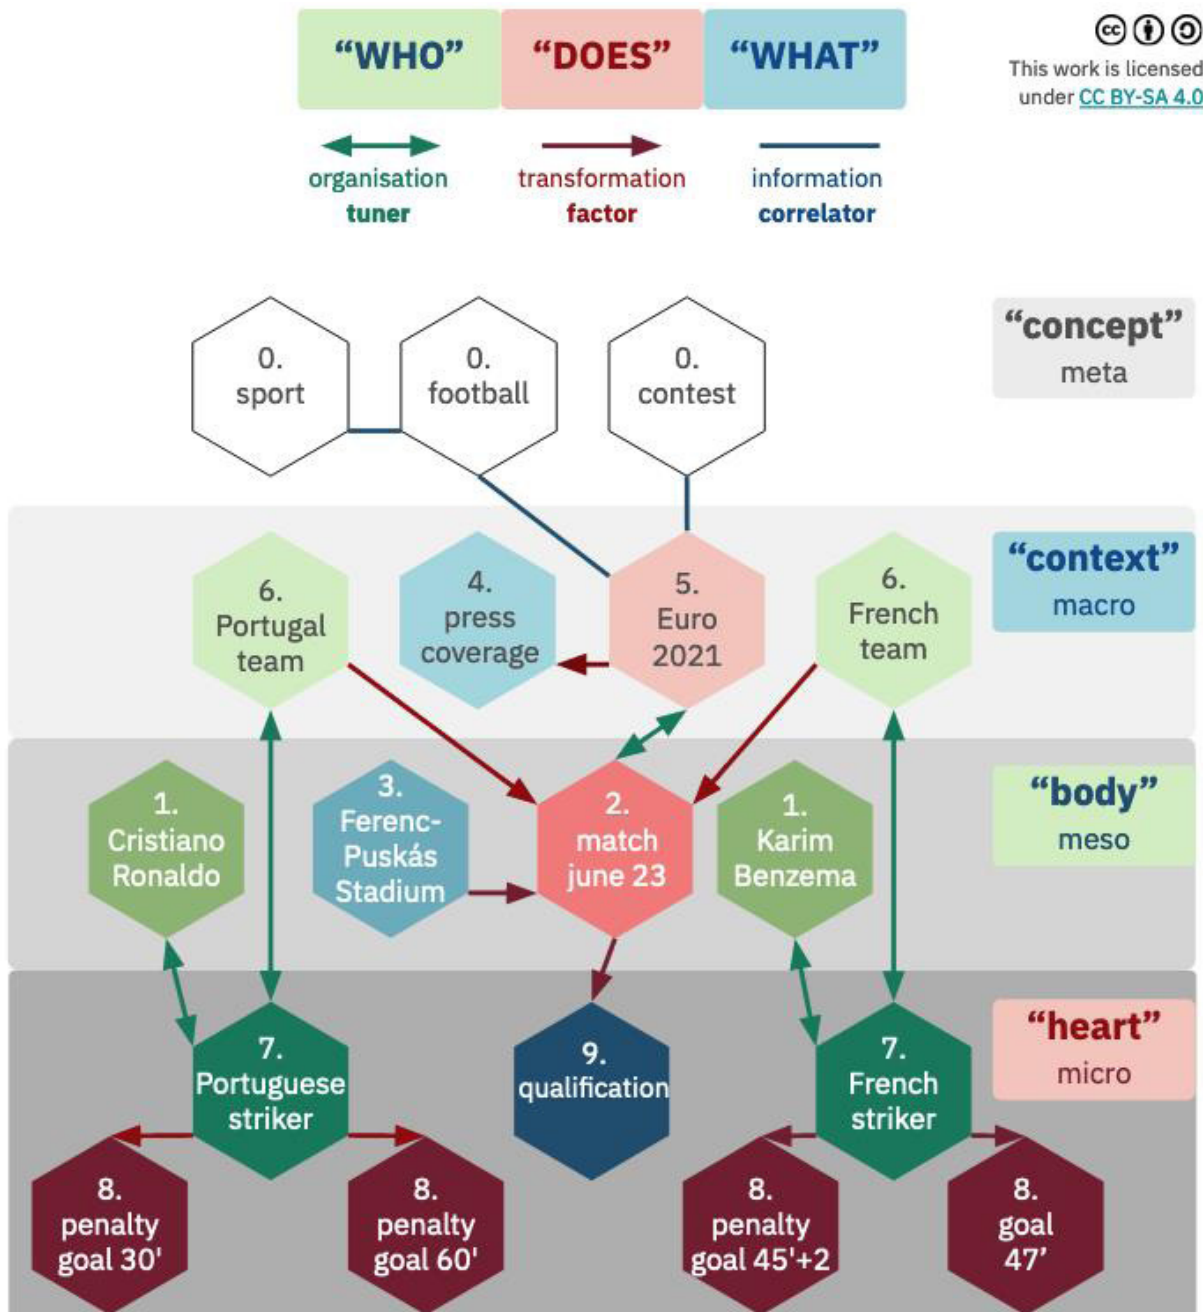 “WHO” “DOES” “WHAT”
This work is licensed
under CC BY-SA 4.0
organisation
tuner
transformation
factor
information
correlator
0.
sport
0.
football
0.
contest
“concept”
meta
6.
Portugal
team
4.
press
coverage
5.
Euro
2021
6.
French
team
“context”
macro
1.
Cristiano
Ronaldo
3.
Ferenc-
Puskás
Stadium
2.
match
june 23
1.
Karim
Benzema
“body”
meso
7.
Portuguese
striker
9.
qualification
7.
French
striker
“heart”
micro
8.
penalty
goal 30'
8.
penalty
goal 60'
8.
penalty
goal 45'+2
8.
goal
47’